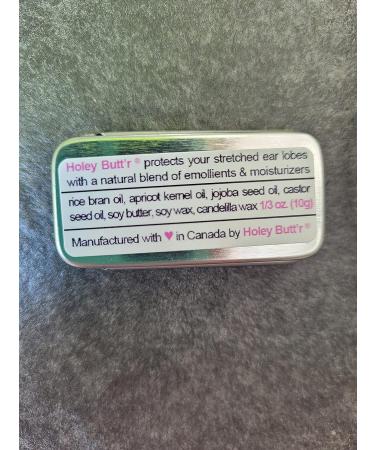 Holey Butt'r® protects your stretched ear lobes
with a natural blend of emollients & moisturizers
rice bran oil, apricot kernel oil, jojoba seed oil, castor
seed oil, soy butter, soy wax, candelilla wax 1/3 oz. (10g)
Manufactured with ♥ in Canada by Holey Butt'r®